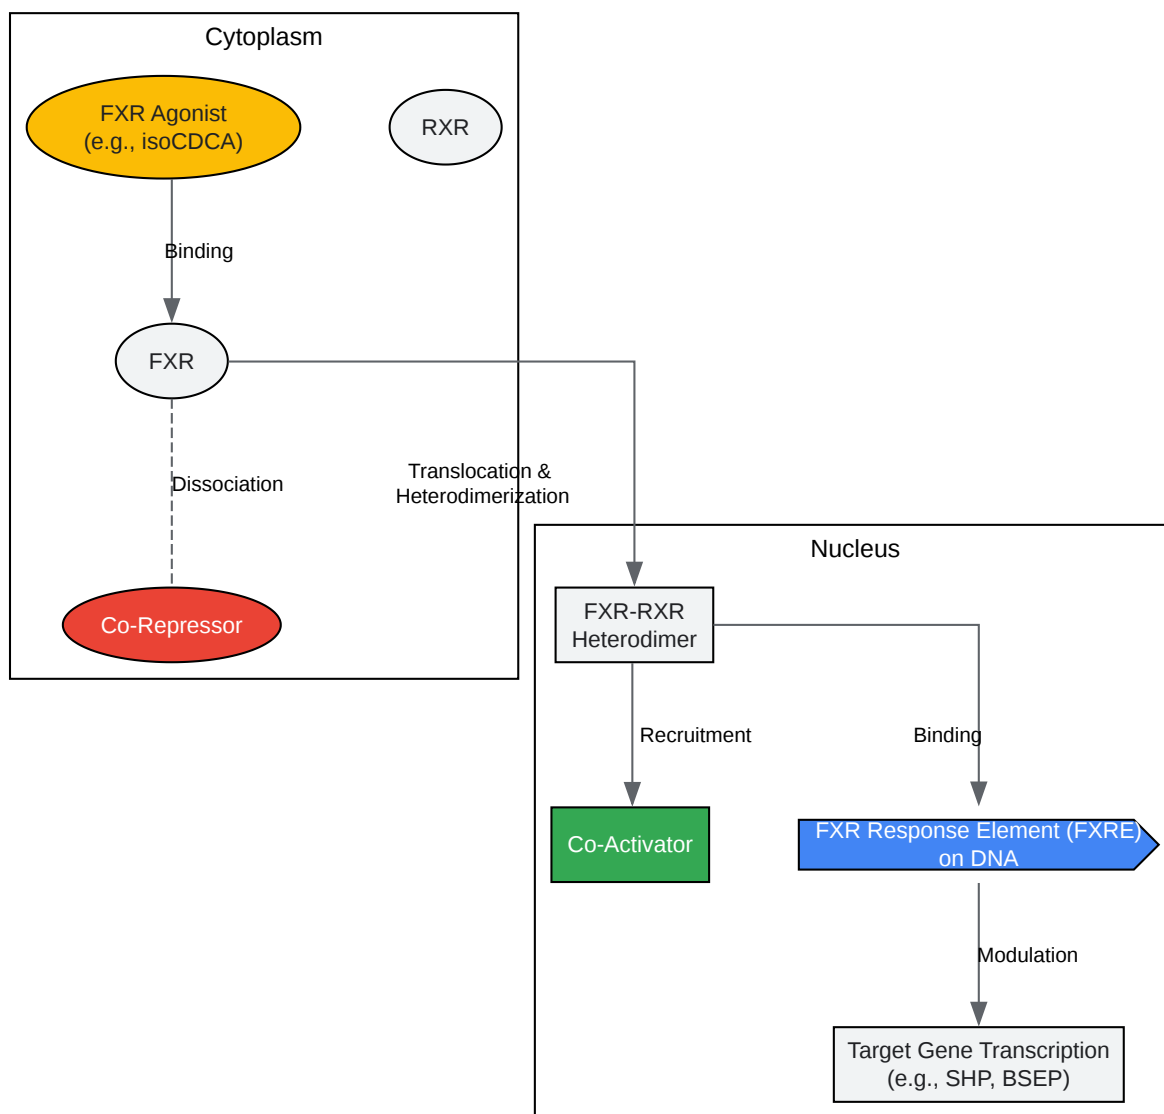 Cytoplasm
FXR Agonist
(e.g., isoCDCA)
RXR
Binding
FXR
Dissociation
Translocation &
Heterodimerization
Co-Repressor
Nucleus
FXR-RXR
Heterodimer
Recruitment
Binding
Co-Activator
FXR Response Element (FXRE)
on DNA
Modulation
Target Gene Transcription
(e.g., SHP, BSEP)